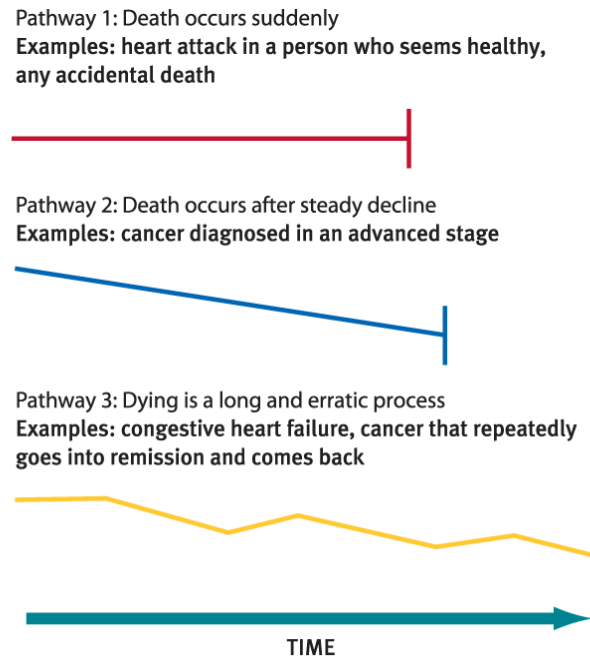 Pathway 1: Death occurs suddenly
Examples: heart attack in a person who seems healthy,
any accidental death
Pathway 2: Death occurs after steady decline
Examples: cancer diagnosed in an advanced stage
Pathway 3: Dying is a long and erratic process
Examples: congestive heart failure, cancer that repeatedly
goes into remission and comes back
TIME